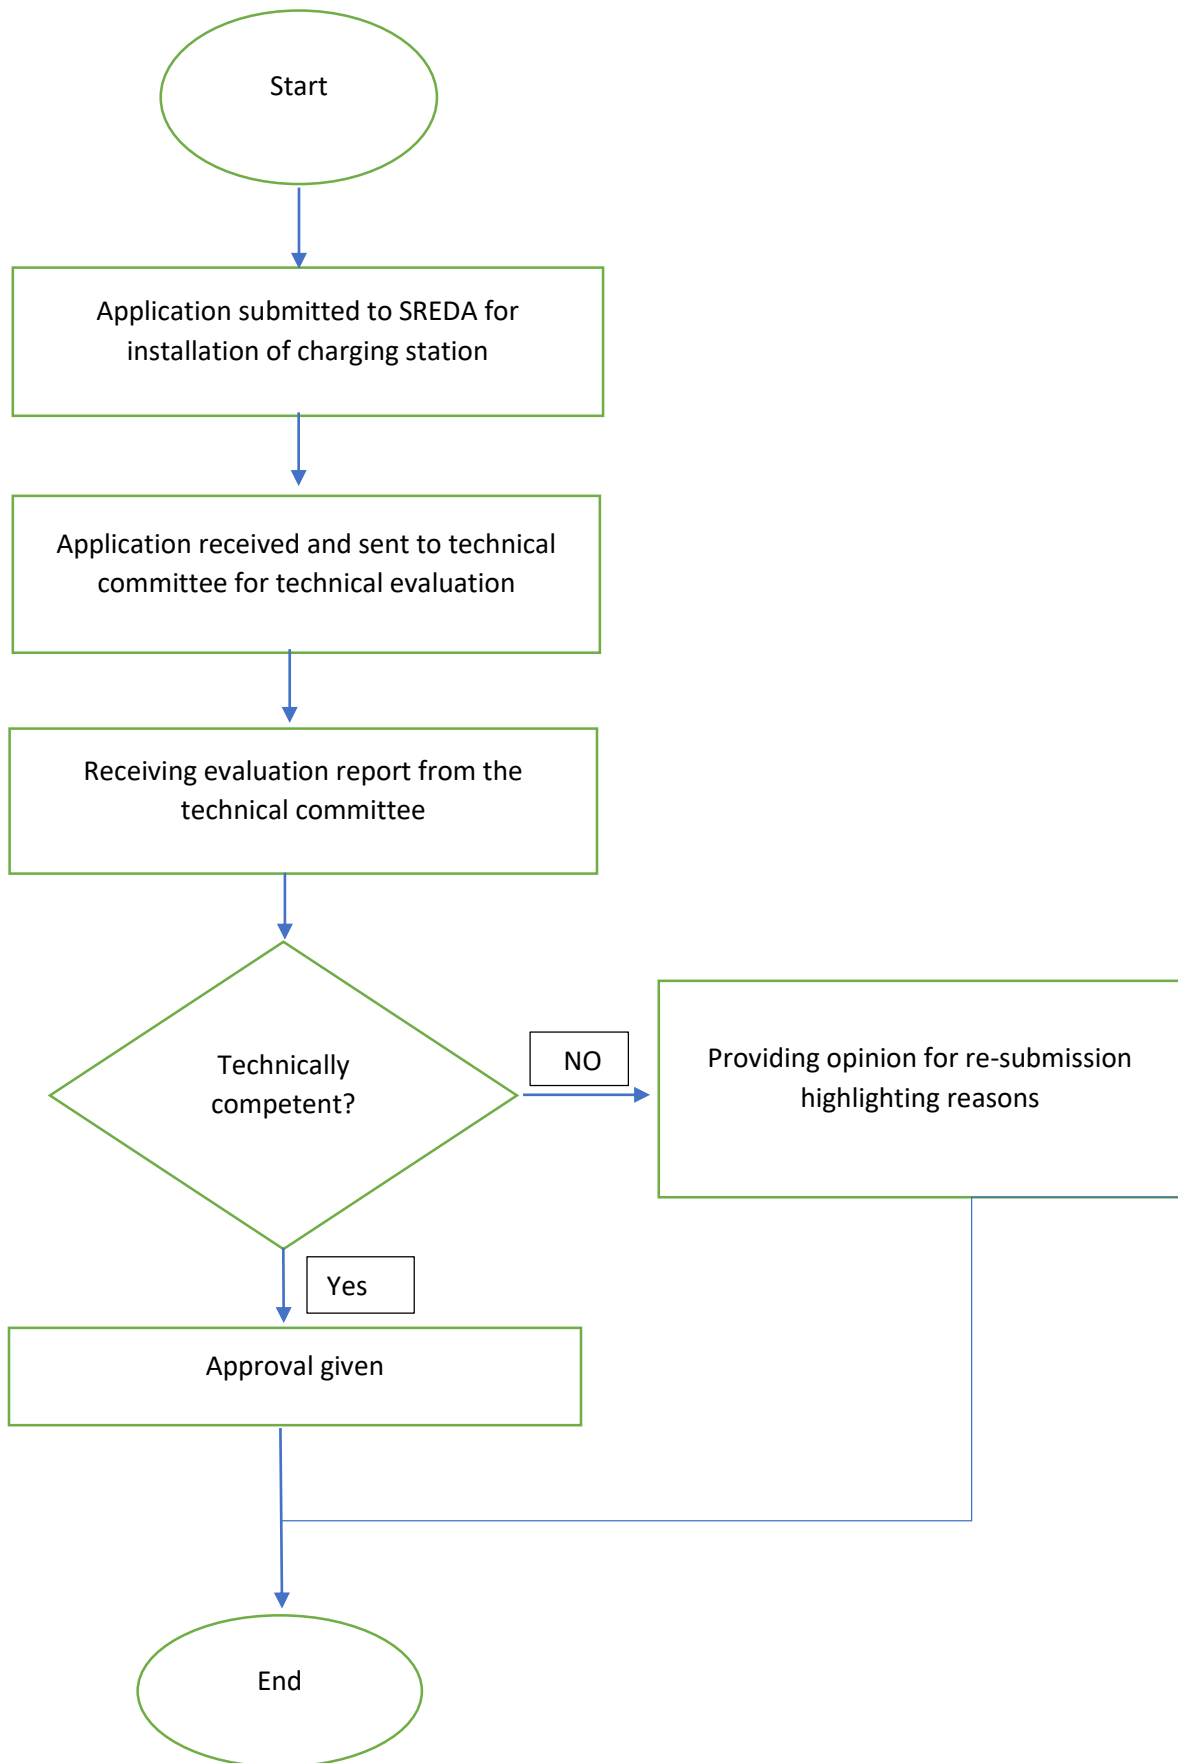 Start
Application submitted to SREDA for
installation of charging station
Application received and sent to technical
committee for technical evaluation
Receiving evaluation report from the
technical committee
Technically
competent?
NO
Providing opinion for re-submission
highlighting reasons
Yes
Approval given
End